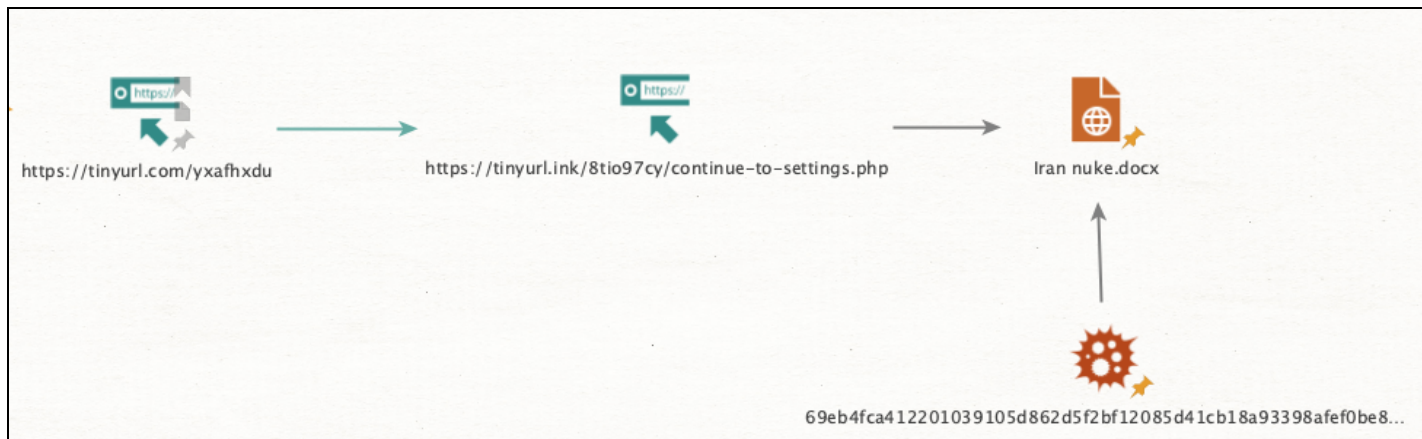 https://
https://
https://tinyurl.com/yxafhxdu
https://tinyurl.ink/8tio97cy/continue-to-settings.php
Iran nuke.docx
69eb4fca412201039105d862d5f2bf12085d41cb18a93398afef0be8...